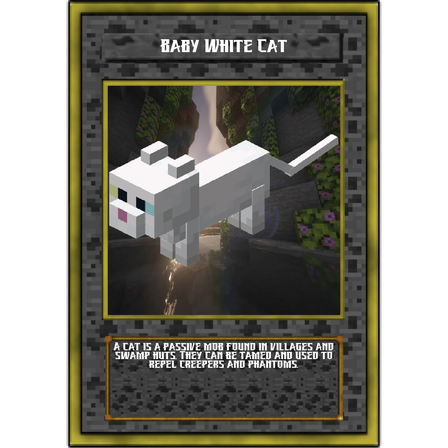 Baby White Cat
A cat is a passive mob found in villages and
swamp huts. They can be tamed and used to
repel creepers and phantoms.